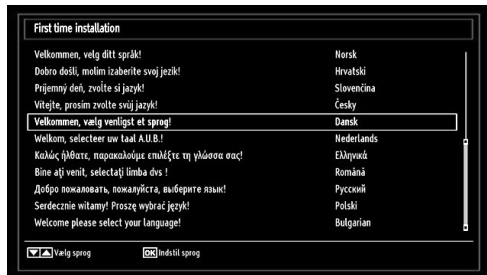 First time installation
Velkommen, velg ditt språk! Norsk
Dobro došli, molim izaberite svoj jezik! Hrvatski
Príjemný deň, zvoľte si jazyk! Slovenčina
Vítejte, prosím zvolte svůj jazyk! Česky
Velkommen, vælg venligst et sprog! Dansk
Welkom, selecteer uw taal A.U.B.! Nederlands
Καλώς ήλθατε, παρακαλούμε επιλέξτε τη γλώσσα σας! Ελληνικά
Bine aţi venit, selectaţi limba dvs ! Română
Добро пожаловать, пожалуйста, выберите язык! Русский
Serdecznie witamy! Proszę wybrać język! Polski
Welcome please select your language! Bulgarian
Vælg sprog OK Indstil sprog